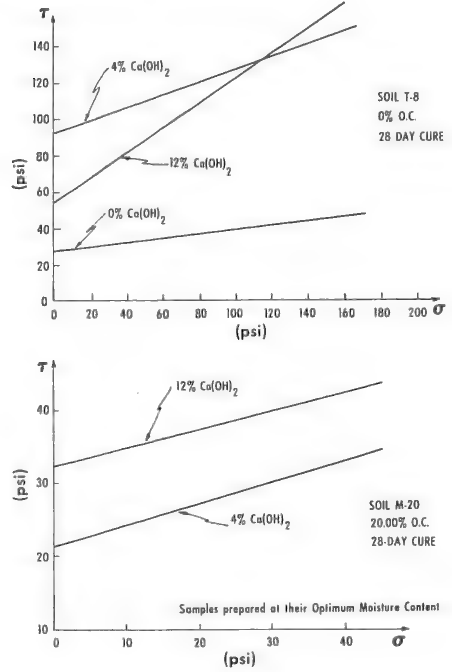 τ
140
120
100
80
60
40
20
0
(psi)
4% Ca(OH)2
12% Ca(OH)2
0% Ca(OH)2
SOIL T-8
0% O.C.
28 DAY CURE
0 20 40 60 80 100 120 140 160 180 200 σ
(psi)
τ
40
30
20
10
(psi)
12% Ca(OH)2
4% Ca(OH)2
SOIL M-20
20.00% O.C.
28-DAY CURE
Samples prepared at their Optimum Moisture Content
0 10 20 30 40 σ
(psi)